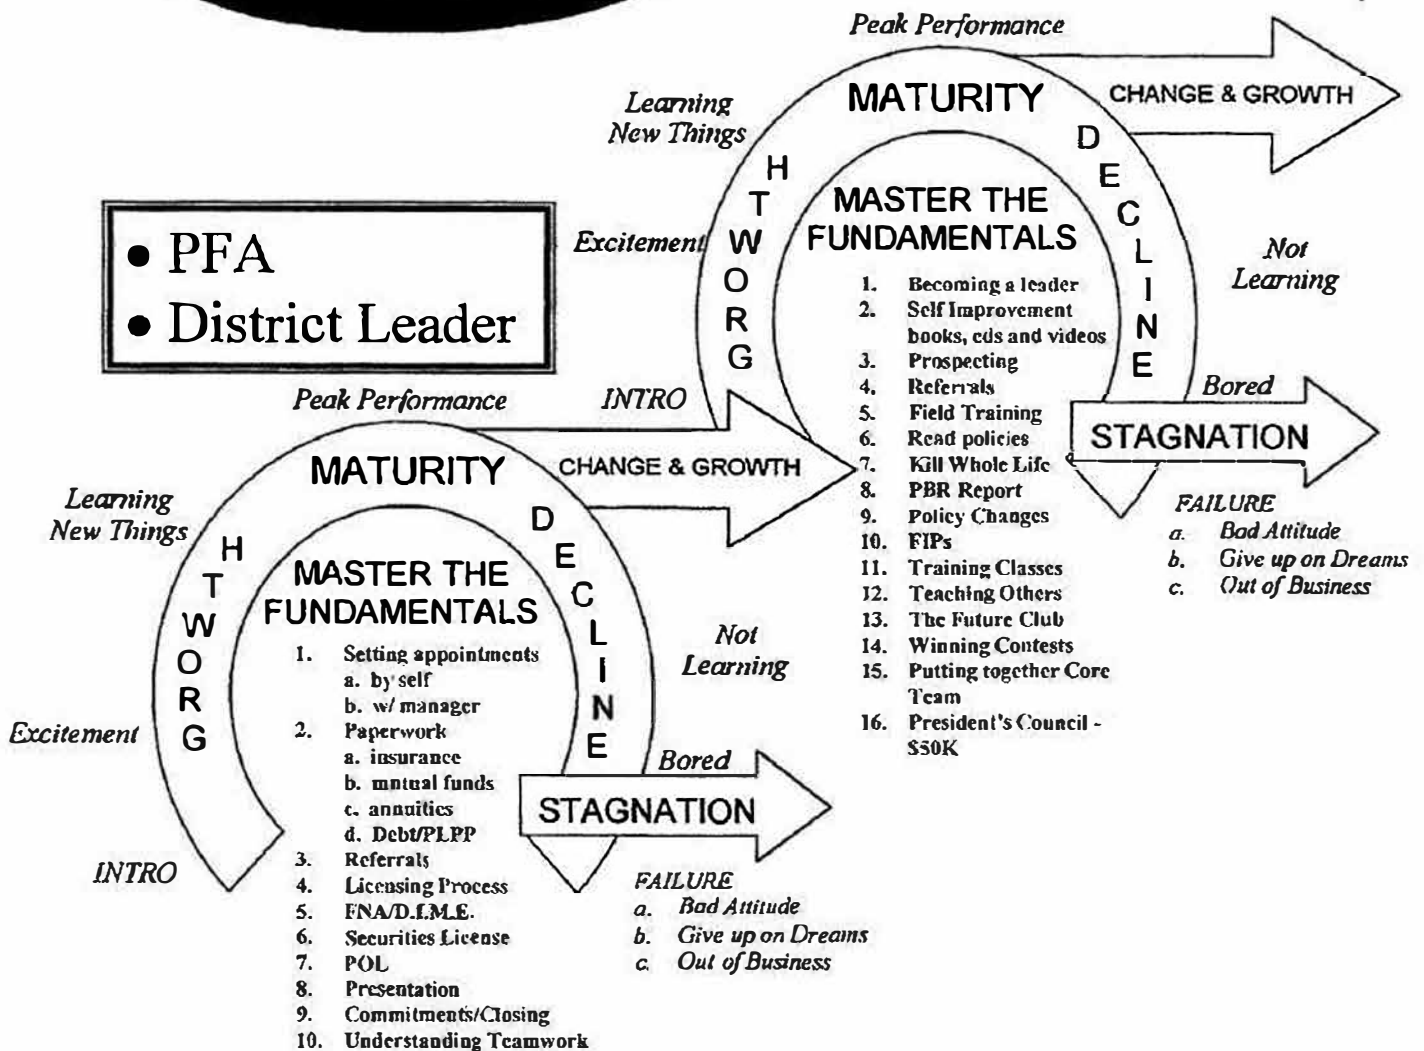 Peak Performance
Learning
New Things
MATURITY
CHANGE & GROWTH
GROWTH
DECLINE
Excitement
MASTER THE
FUNDAMENTALS
Not
Learning
1. Becoming a leader
2. Self Improvement
books, cds and videos
3. Prospecting
4. Referrals
5. Field Training
6. Read policies
7. Kill Whole Life
8. PBR Report
9. Policy Changes
10. FIPs
11. Training Classes
12. Teaching Others
13. The Future Club
14. Winning Contests
15. Putting together Core
Team
16. President's Council -
$50K
INTRO
Bored
STAGNATION
FAILURE
a. Bad Attitude
b. Give up on Dreams
c. Out of Business
• PFA
• District Leader
Peak Performance
Learning
New Things
MATURITY
CHANGE & GROWTH
GROWTH
DECLINE
Excitement
MASTER THE
FUNDAMENTALS
Not
Learning
1. Setting appointments
a. by self
b. w/ manager
2. Paperwork
a. insurance
b. mutual funds
c. annuities
d. Debt/PLPP
3. Referrals
4. Licensing Process
5. FNA/D.I.M.E.
6. Securities License
7. POL
8. Presentation
9. Commitments/Closing
10. Understanding Teamwork
INTRO
Bored
STAGNATION
FAILURE
a. Bad Attitude
b. Give up on Dreams
c. Out of Business